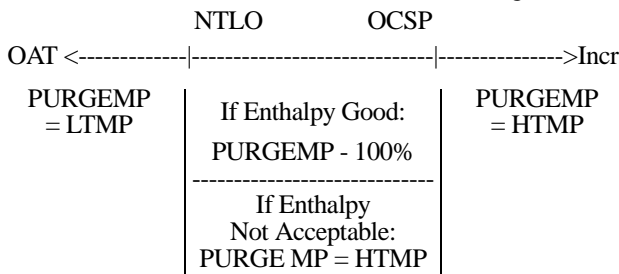 NTLO OCSP
OAT <-------------|-----------------------------|--------------->Incr
PURGEMP
= LTMP
If Enthalpy Good:
PURGEMP - 100%
----------------------------
If Enthalpy
Not Acceptable:
PURGE MP = HTMP
PURGEMP
= HTMP